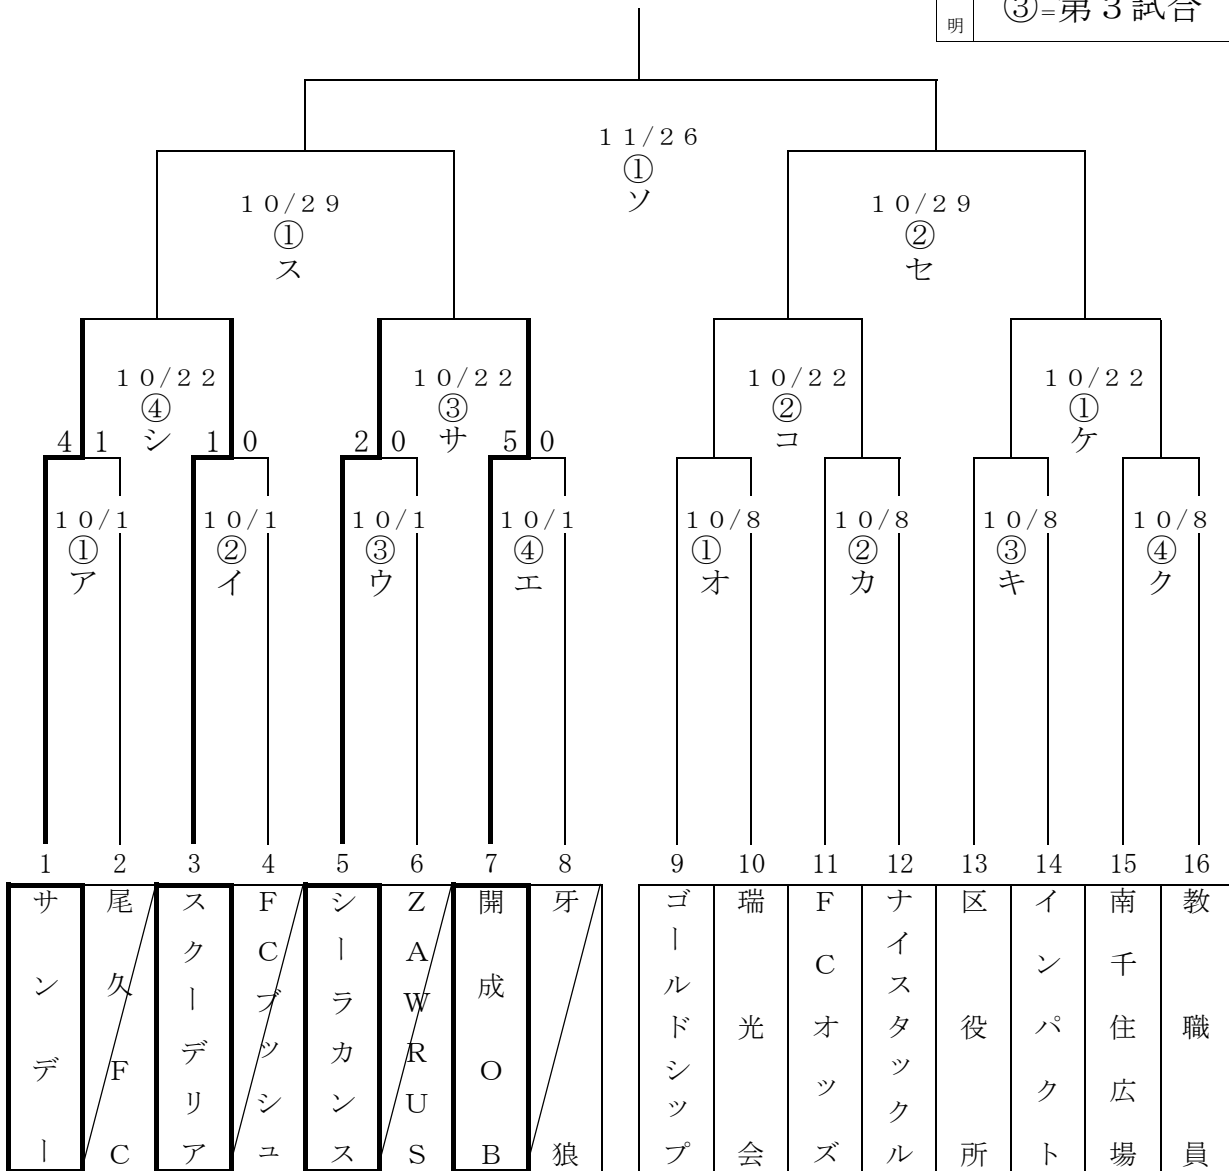 明
③=第３試合
１１/２６
①
ソ
１０/２９
①
ス
１０/２９
②
セ
１０/２２
④
シ
１０/２２
③
サ
１０/２２
②
コ
１０/２２
①
ケ
４ １
１ ０
２ ０
５ ０
１０/１
①
ア
１０/１
②
イ
１０/１
③
ウ
１０/１
④
エ
１０/８
①
オ
１０/８
②
カ
１０/８
③
キ
１０/８
④
ク
1 2 3 4 5 6 7 8 9 10 11 12 13 14 15 16
サンデー
尾久ＦＣ
スクーデリア
ＦＣブッシュ
シーラカンス
ＺＡＷＲＵＳ
開成ＯＢ
牙狼
ゴールドシップ
瑞光会
ＦＣオッズ
ナイスタックル
区役所
インパクト
南千住広場
教職員